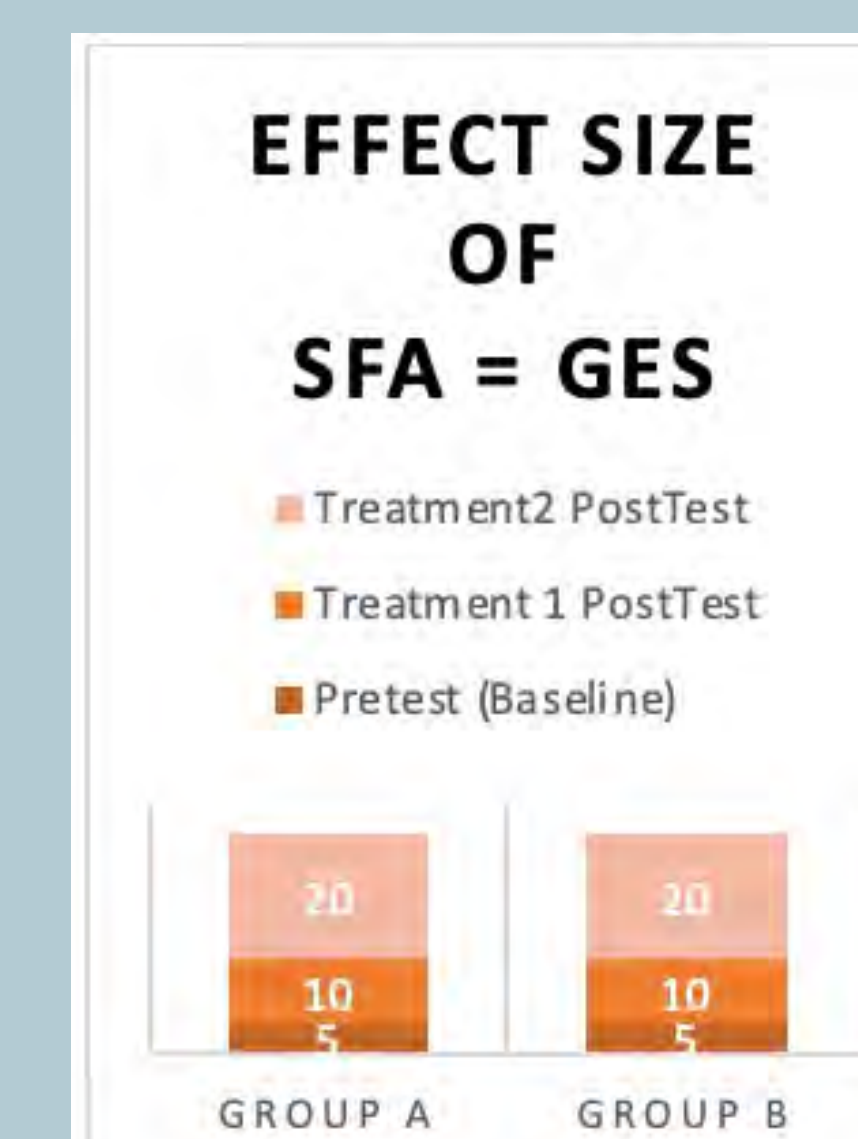 EFFECT SIZE
OF
SFA = GES
Treatment2 PostTest
Treatment 1 PostTest
Pretest (Baseline)
20 20
10 10
5 5
GROUP A GROUP B